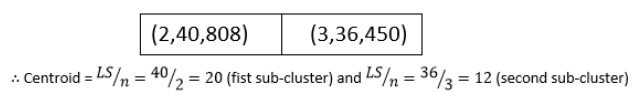 (2,40,808) (3,36,450)
∴ Centroid = LS/n = 40/2 = 20 (fist sub-cluster) and LS/n = 36/3 = 12 (second sub-cluster)